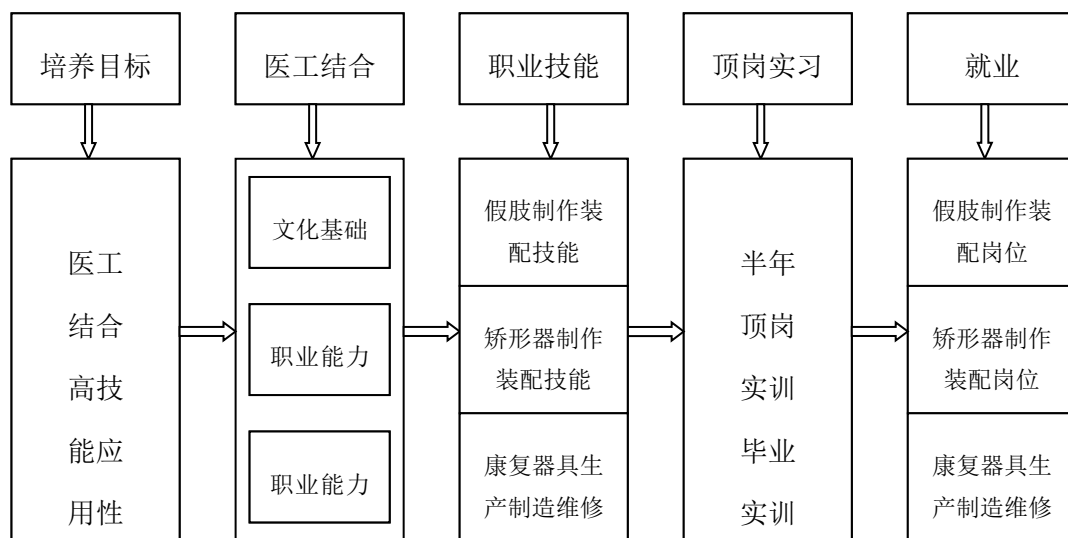 培养目标
医工结合
职业技能
顶岗实习
就业
医工
结合
高技
能应
用性
文化基础
职业能力
职业能力
假肢制作装
配技能
矫形器制作
装配技能
康复器具生
产制造维修
半年
顶岗
实训
毕业
实训
假肢制作装
配岗位
矫形器制作
装配岗位
康复器具生
产制造维修